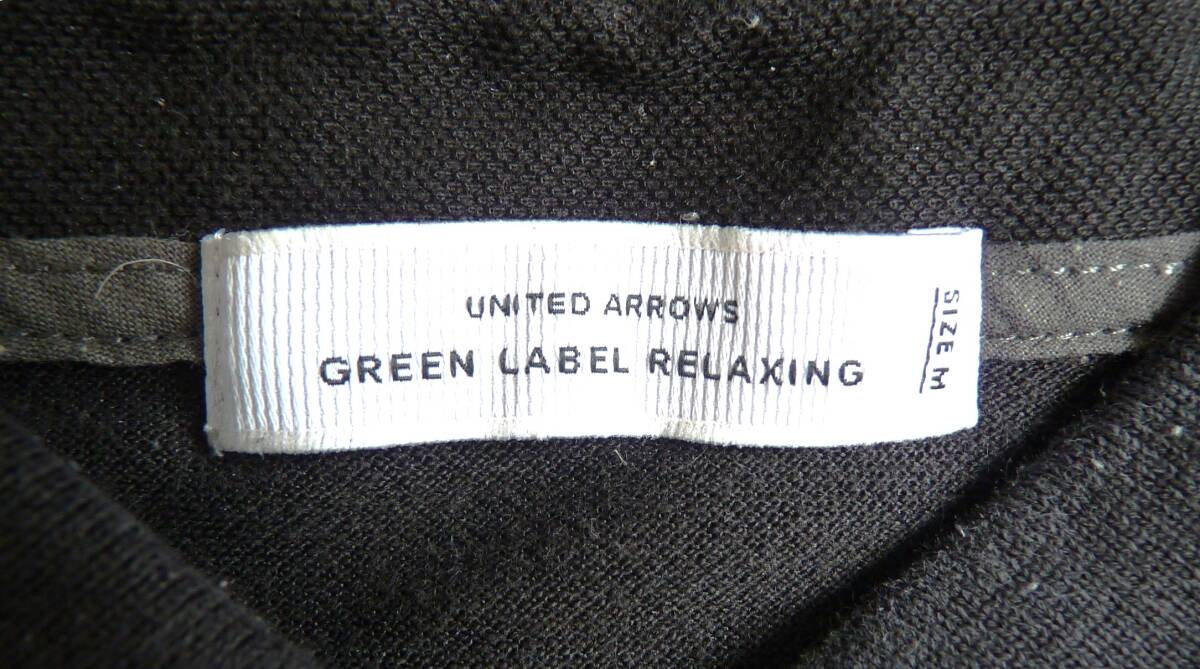 UNITED ARROWS
GREEN LABEL RELAXING
SIZE M